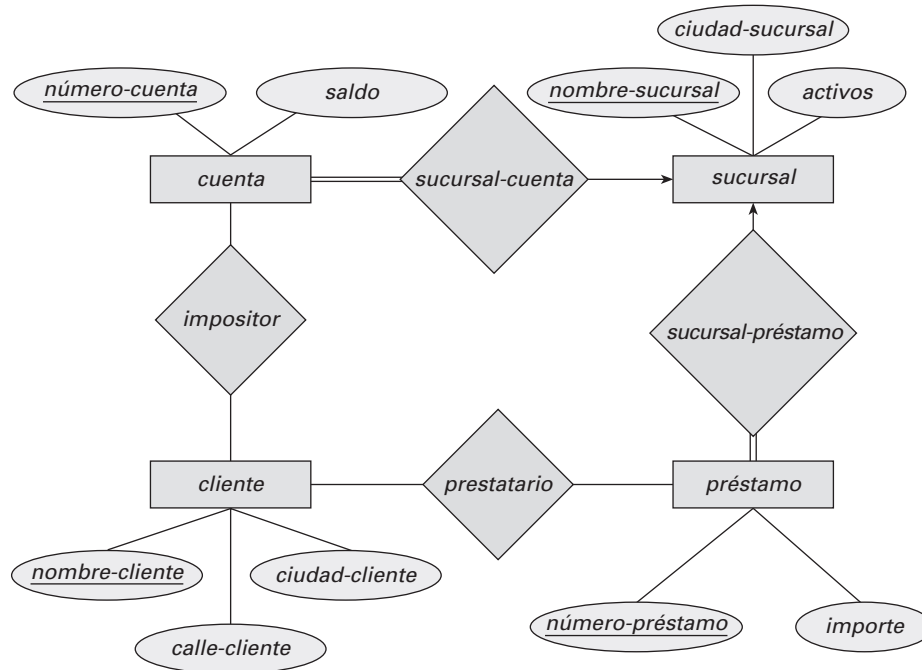 ciudad-sucursal
número-cuenta
saldo
nombre-sucursal
activos
cuenta
sucursal-cuenta
sucursal
impositor
sucursal-préstamo
cliente
prestatario
préstamo
nombre-cliente
ciudad-cliente
calle-cliente
número-préstamo
importe